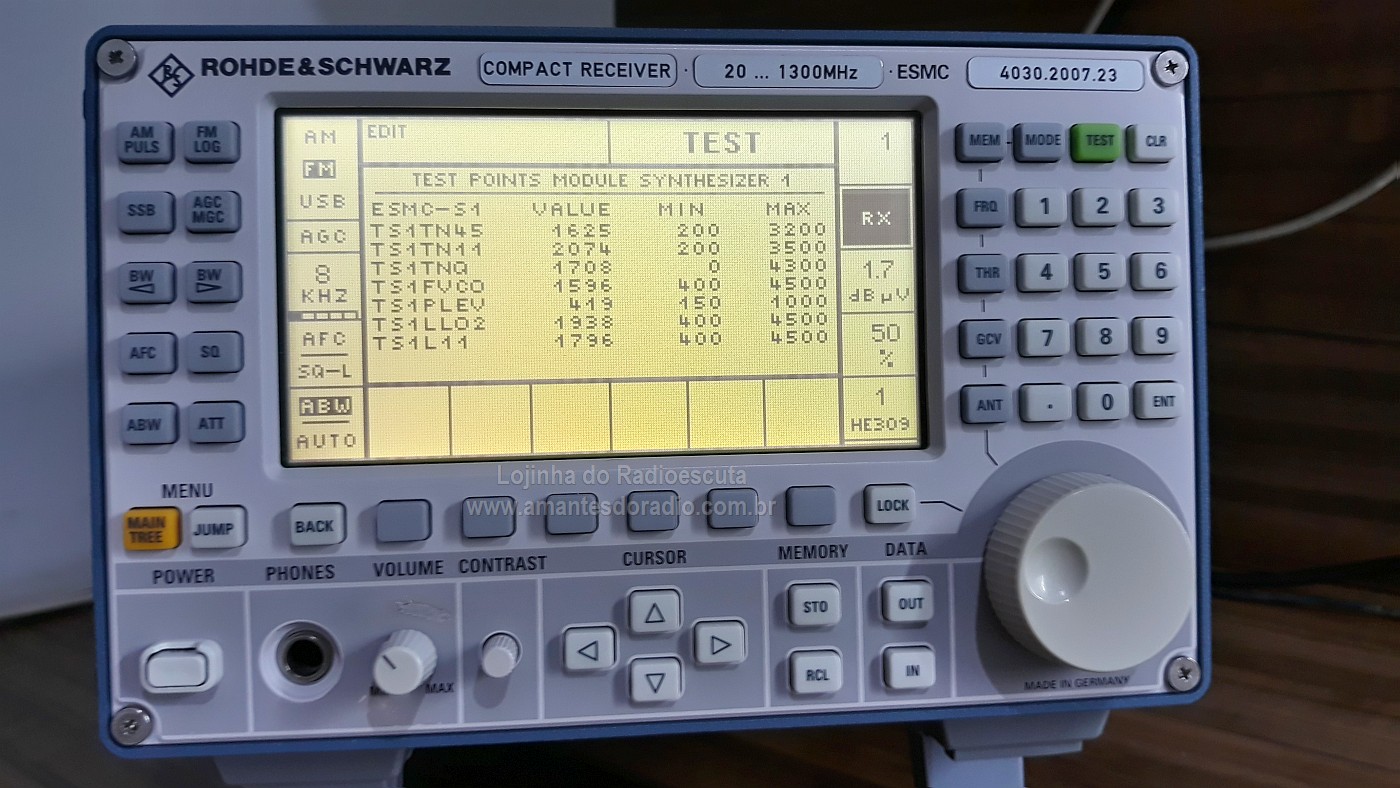 ROHDE&SCHWARZ COMPACT RECEIVER · 20 ... 1300MHz · ESMC 4030.2007.23
AM PULS
FM LOG
SSB
AGC MGC
BW
BW
AFC
SQ
ABW
ATT
AM
FM
USB
AGC
8
KHZ
AFC
SQ-L
ABW
AUTO
EDIT TEST
TEST POINTS MODULE SYNTHESIZER 1
ESMC-S1 VALUE MIN MAX
TS1TN45 1625 200 3200
TS1TN11 2074 200 3500
TS1TNQ 1708 0 4300
TS1FVCO 1596 400 4500
TS1PLEV 419 150 1000
TS1LLO2 1938 400 4500
TS1L11 1796 400 4500
1
RX
1.7
dBµV
50
%
1
HE309
MEM MODE TEST CLR
FRQ 1 2 3
THR 4 5 6
GCV 7 8 9
ANT . 0 ENT
Lojinha do Radioescuta
www.amantesdoradio.com.br
MENU
MAIN TREE
JUMP
BACK
LOCK
POWER PHONES VOLUME CONTRAST CURSOR MEMORY DATA
MAX
STO
RCL
OUT
IN
MADE IN GERMANY